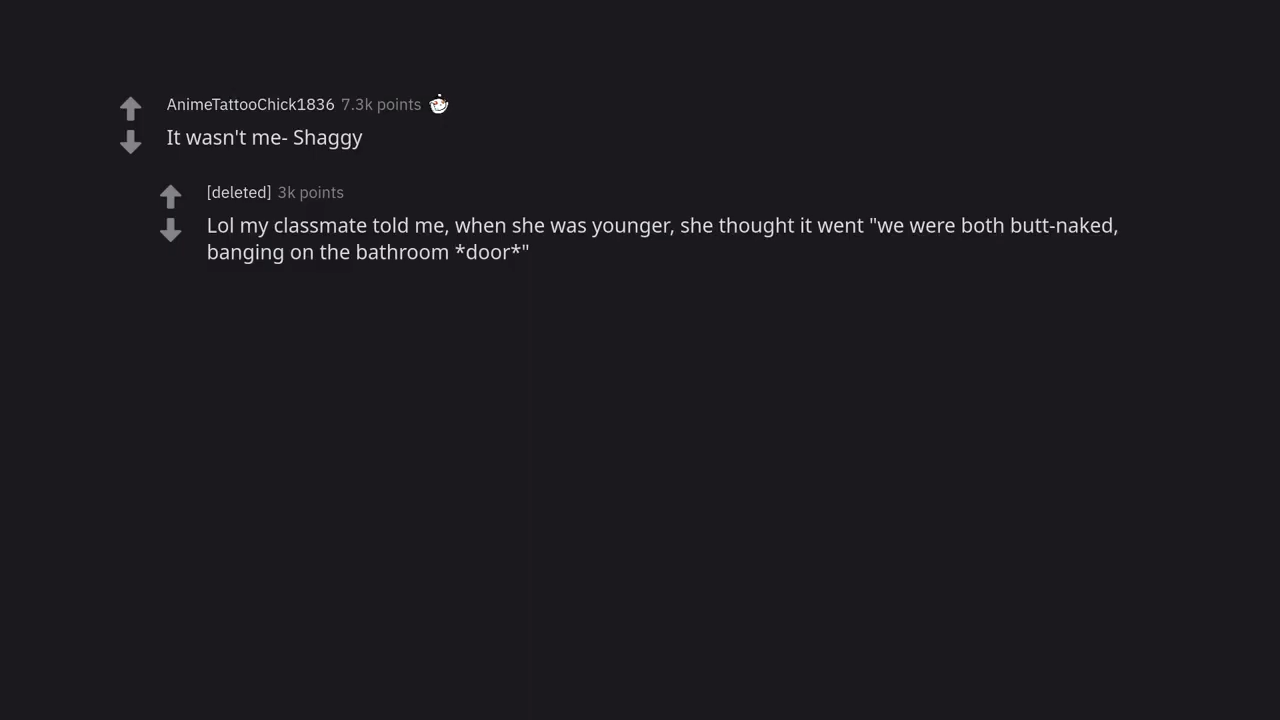 AnimeTattooChick1836 7.3k points
It wasn't me- Shaggy
[deleted] 3k points
Lol my classmate told me, when she was younger, she thought it went "we were both butt-naked,
banging on the bathroom *door*"